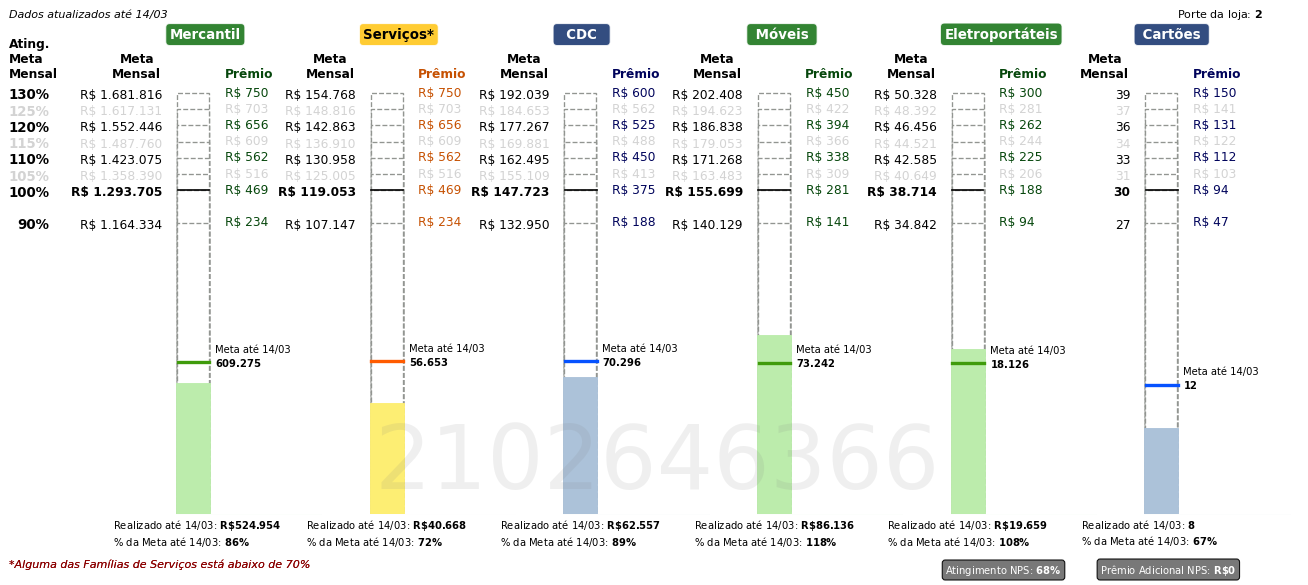 Dados atualizados até 14/03
Porte da loja: 2
Mercantil Serviços* CDC Móveis Eletroportáteis Cartões
Ating. Meta Mensal
Meta Mensal Prêmio Meta Mensal Prêmio Meta Mensal Prêmio Meta Mensal Prêmio Meta Mensal Prêmio Meta Mensal Prêmio
130% R$ 1.681.816 R$ 750 R$ 154.768 R$ 750 R$ 192.039 R$ 600 R$ 202.408 R$ 450 R$ 50.328 R$ 300 39 R$ 150
125% R$ 1.617.131 R$ 703 R$ 148.816 R$ 703 R$ 184.653 R$ 562 R$ 194.623 R$ 422 R$ 48.392 R$ 281 37 R$ 141
120% R$ 1.552.446 R$ 656 R$ 142.863 R$ 656 R$ 177.267 R$ 525 R$ 186.838 R$ 394 R$ 46.456 R$ 262 36 R$ 131
115% R$ 1.487.760 R$ 609 R$ 136.910 R$ 609 R$ 169.881 R$ 488 R$ 179.053 R$ 366 R$ 44.521 R$ 244 34 R$ 122
110% R$ 1.423.075 R$ 562 R$ 130.958 R$ 562 R$ 162.495 R$ 450 R$ 171.268 R$ 338 R$ 42.585 R$ 225 33 R$ 112
105% R$ 1.358.390 R$ 516 R$ 125.005 R$ 516 R$ 155.109 R$ 413 R$ 163.483 R$ 309 R$ 40.649 R$ 206 31 R$ 103
100% R$ 1.293.705 R$ 469 R$ 119.053 R$ 469 R$ 147.723 R$ 375 R$ 155.699 R$ 281 R$ 38.714 R$ 188 30 R$ 94
90% R$ 1.164.334 R$ 234 R$ 107.147 R$ 234 R$ 132.950 R$ 188 R$ 140.129 R$ 141 R$ 34.842 R$ 94 27 R$ 47
Meta até 14/03 Meta até 14/03 Meta até 14/03 Meta até 14/03 Meta até 14/03 Meta até 14/03
609.275 56.653 70.296 73.242 18.126 12
2102646366
Realizado até 14/03: R$524.954 Realizado até 14/03: R$40.668 Realizado até 14/03: R$62.557 Realizado até 14/03: R$86.136 Realizado até 14/03: R$19.659 Realizado até 14/03: 8
% da Meta até 14/03: 86% % da Meta até 14/03: 72% % da Meta até 14/03: 89% % da Meta até 14/03: 118% % da Meta até 14/03: 108% % da Meta até 14/03: 67%
*Alguma das Famílias de Serviços está abaixo de 70%
Atingimento NPS: 68% Prêmio Adicional NPS: R$0